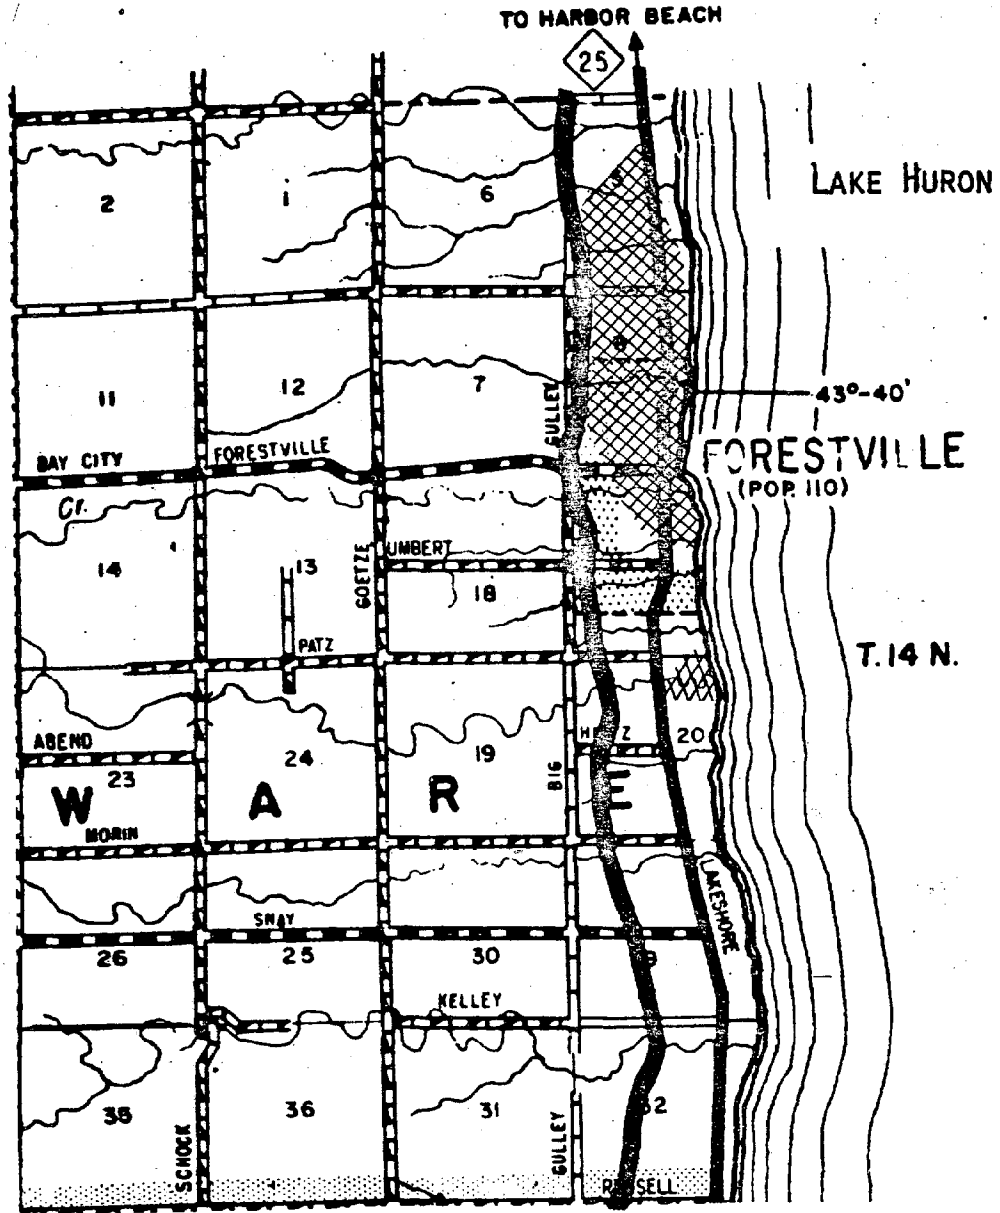 TO HARBOR BEACH
25
LAKE HURON
2
1
6
11
12
7
GULLEY
43°-40'
BAY CITY
FORESTVILLE
FORESTVILLE
(POP. 110)
Cr.
14
13
GOETZE
UMBERT
18
PATZ
T.14 N.
ABEND
23
24
19
BIG
20
W A R E
MORIN
LAKESHORE
SNAY
26
25
30
KELLEY
35
36
31
32
SCHOCK
GULLEY
RUSSELL